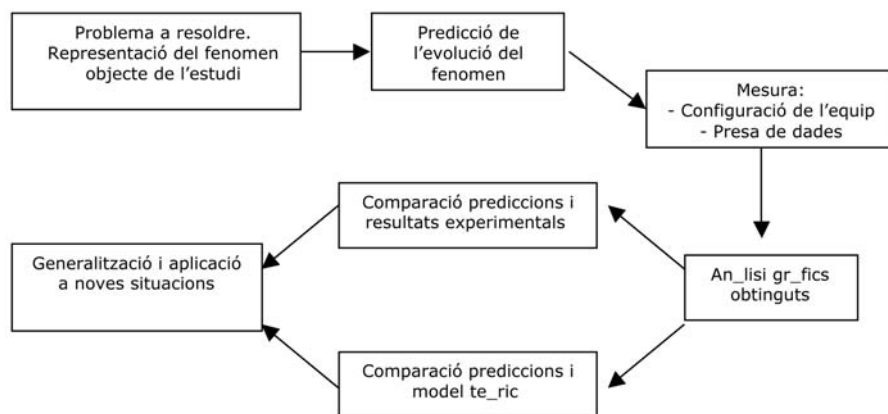 Problema a resoldre.
Representació del fenomen
objecte de l’estudi
Predicció de
l’evolució del
fenomen
Mesura:
- Configuració de l’equip
- Presa de dades
An_lisi gr_fics
obtinguts
Comparació prediccions i
resultats experimentals
Comparació prediccions i
model te_ric
Generalització i aplicació
a noves situacions